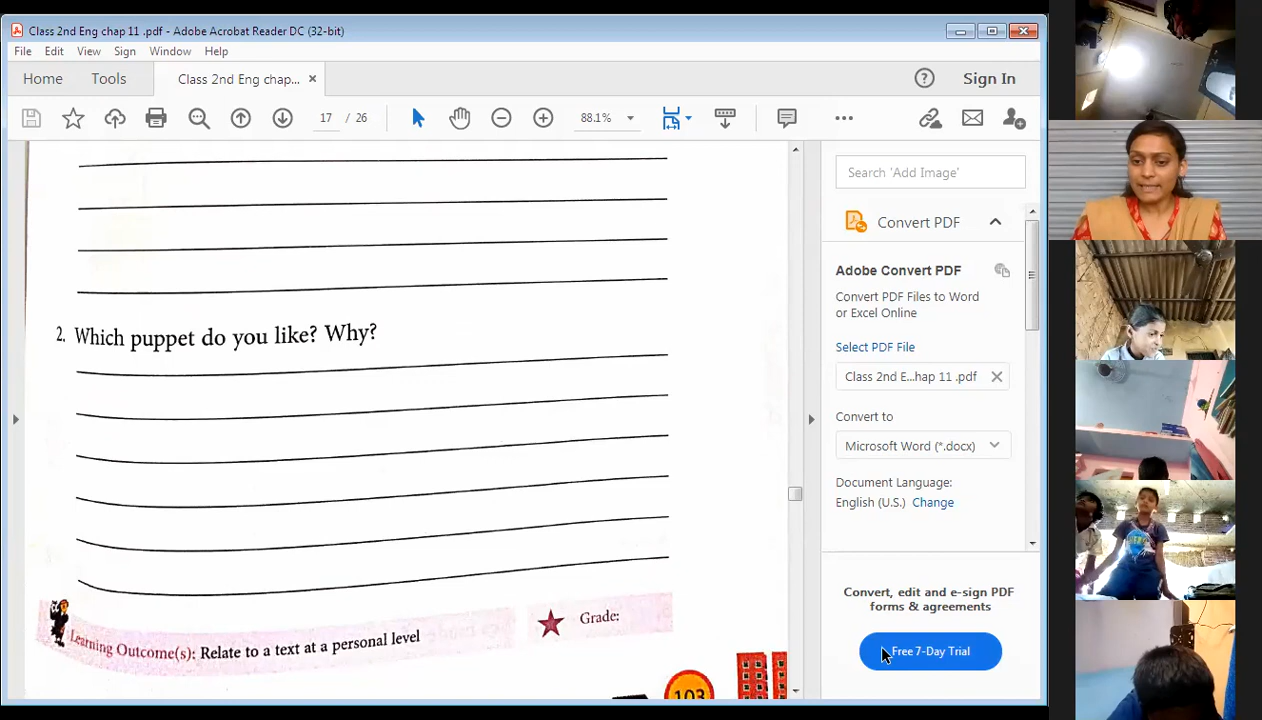 Class 2nd Eng chap 11 .pdf - Adobe Acrobat Reader DC (32-bit)
File Edit View Sign Window Help
Home Tools Class 2nd Eng chap... × Sign In
17 / 26 88.1%
2. Which puppet do you like? Why?
Learning Outcome(s): Relate to a text at a personal level
Grade:
103
Search 'Add Image'
Convert PDF
Adobe Convert PDF
Convert PDF Files to Word
or Excel Online
Select PDF File
Class 2nd E...hap 11 .pdf
Convert to
Microsoft Word (*.docx)
Document Language:
English (U.S.) Change
Convert, edit and e-sign PDF
forms & agreements
Free 7-Day Trial